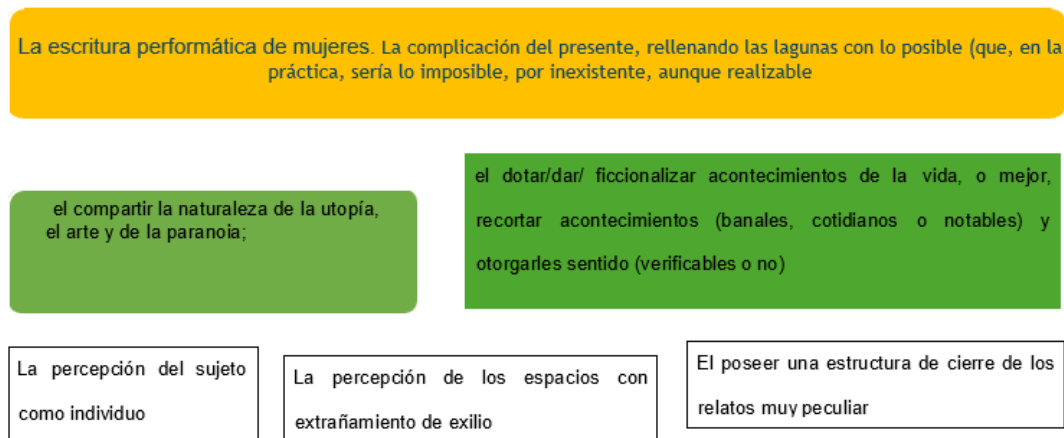 La escritura performática de mujeres. La complicación del presente, rellenando las lagunas con lo posible (que, en la
práctica, sería lo imposible, por inexistente, aunque realizable
el compartir la naturaleza de la utopía,
el arte y de la paranoia;
el dotar/dar/ ficcionalizar acontecimientos de la vida, o mejor,
recortar acontecimientos (banales, cotidianos o notables) y
otorgarles sentido (verificables o no)
La percepción del sujeto
como individuo
La percepción de los espacios con
extrañamiento de exilio
El poseer una estructura de cierre de los
relatos muy peculiar